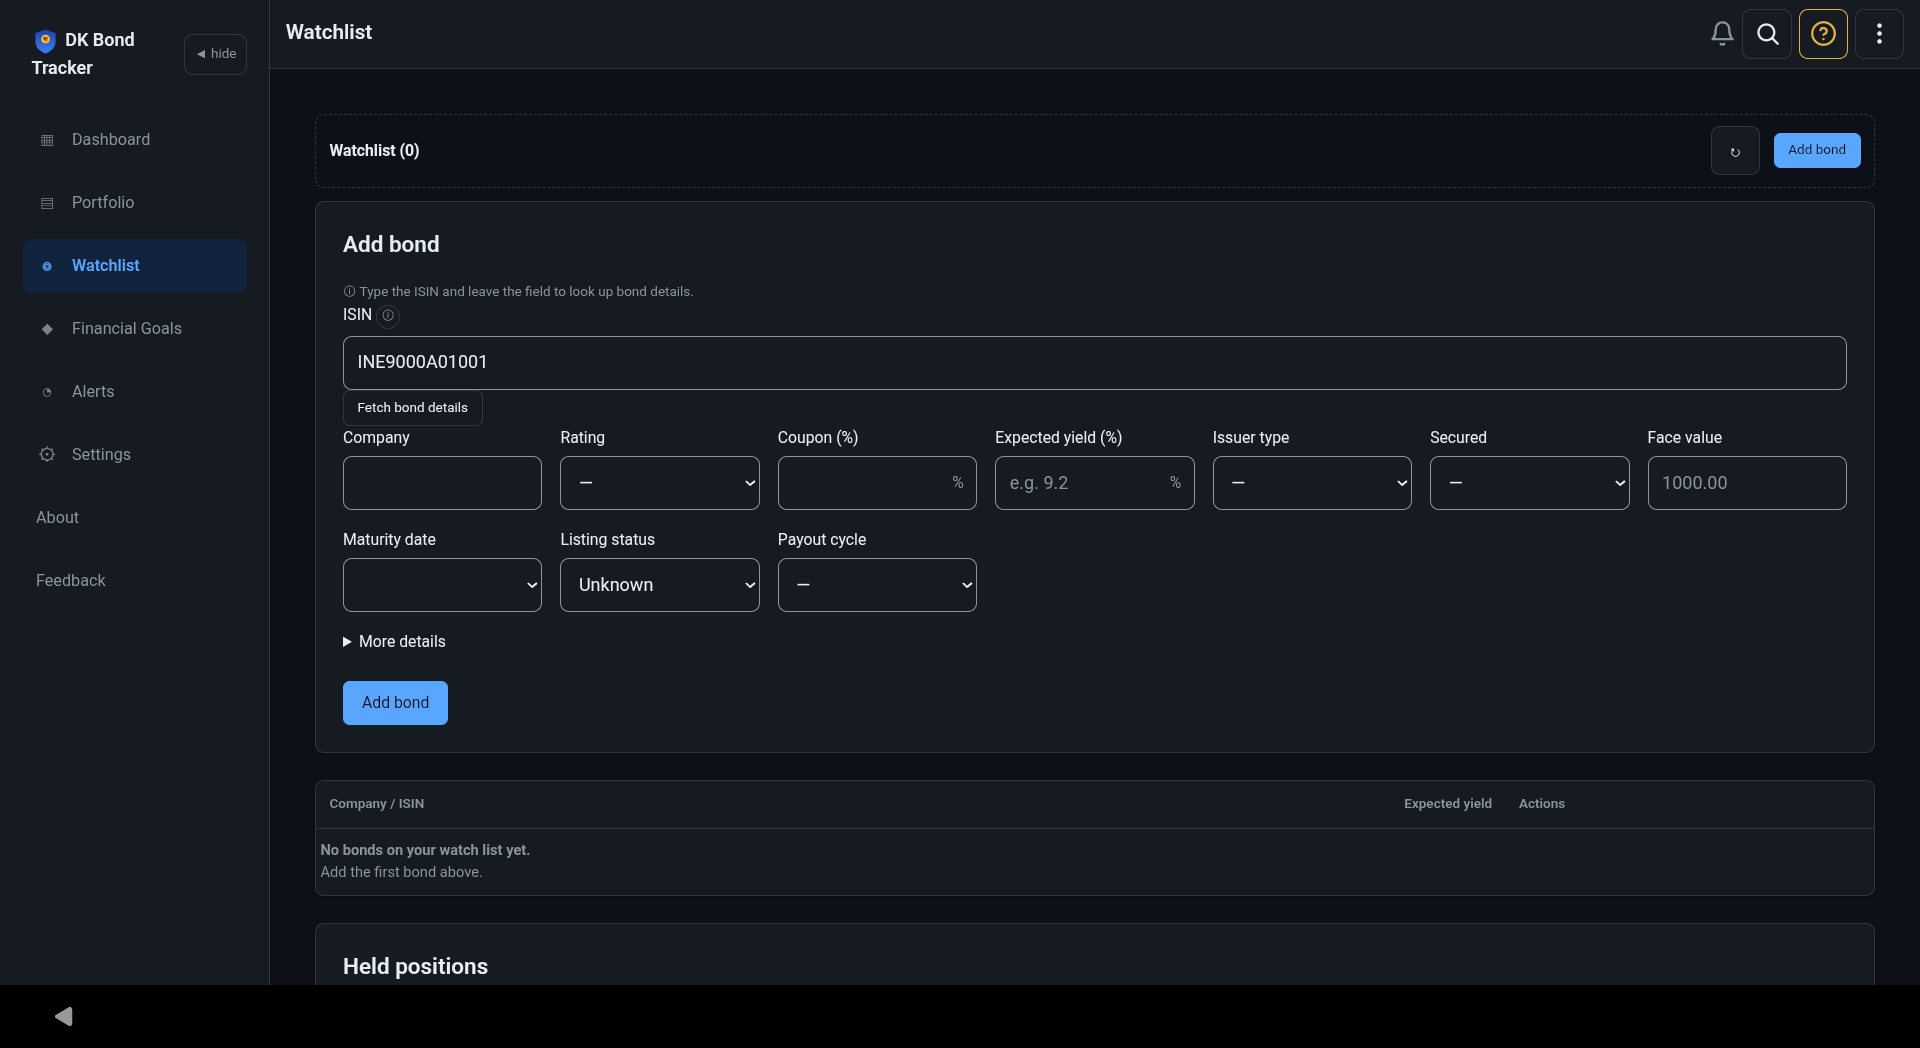 DK Bond
Tracker
◄ hide
Watchlist
Dashboard
Portfolio
Watchlist
Financial Goals
Alerts
Settings
About
Feedback
Watchlist (0)
Add bond
Add bond
ⓘ Type the ISIN and leave the field to look up bond details.
ISIN ⓘ
INE9000A01001
Fetch bond details
Company Rating Coupon (%) Expected yield (%) Issuer type Secured Face value
— % e.g. 9.2 % — — 1000.00
Maturity date Listing status Payout cycle
Unknown —
More details
Add bond
Company / ISIN Expected yield Actions
No bonds on your watch list yet.
Add the first bond above.
Held positions